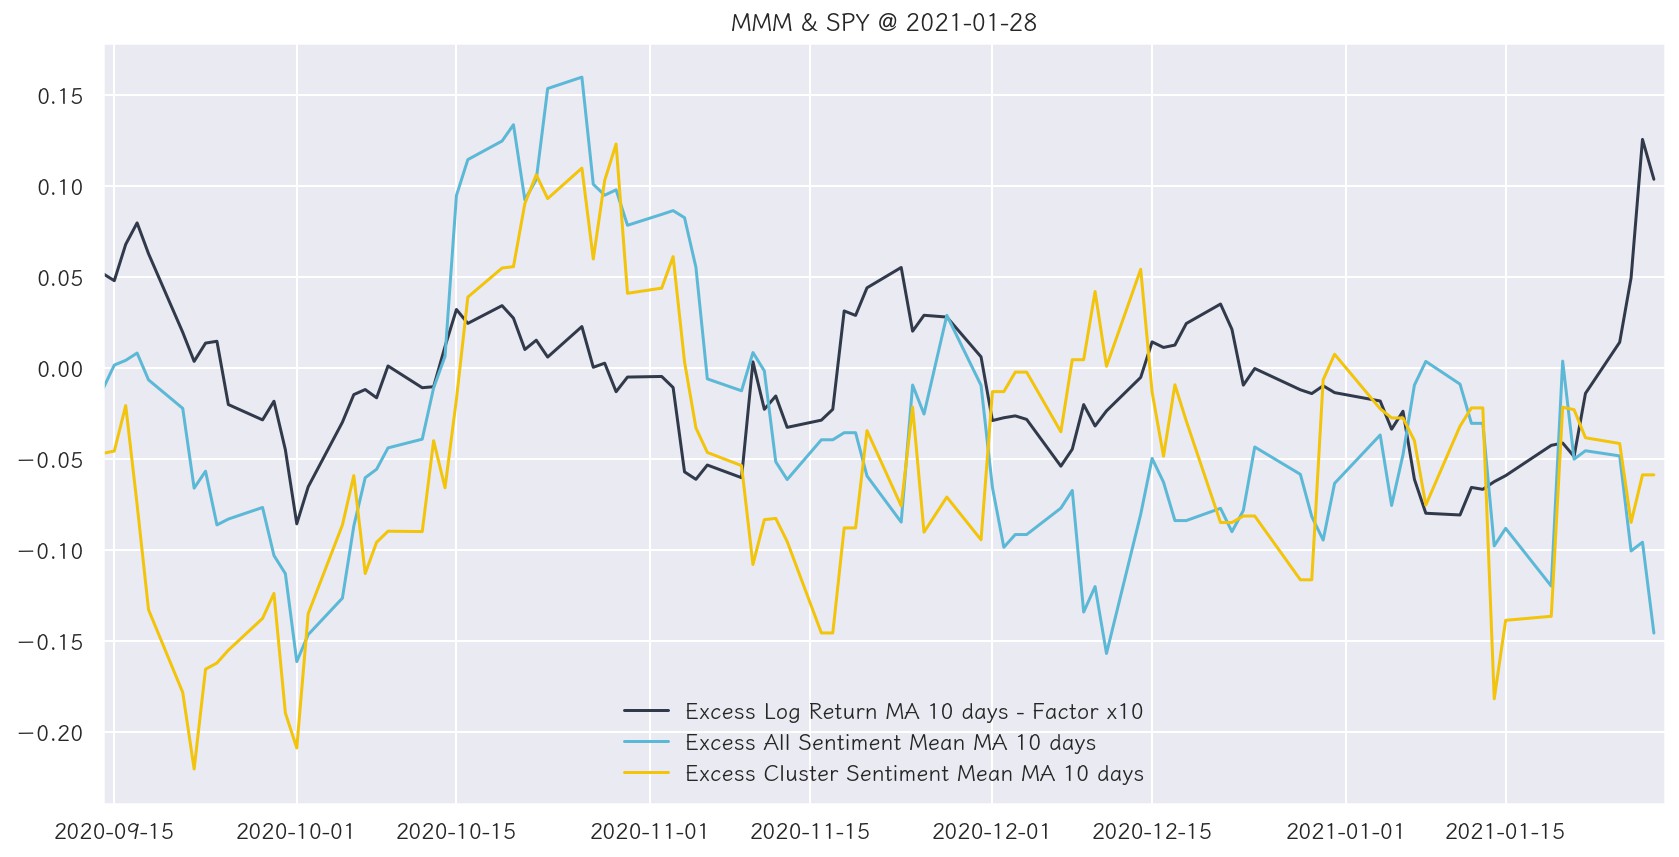 MMM & SPY @ 2021-01-28
0.15
0.10
0.05
0.00
−0.05
−0.10
−0.15
−0.20
Excess Log Return MA 10 days - Factor x10
Excess All Sentiment Mean MA 10 days
Excess Cluster Sentiment Mean MA 10 days
2020-09-15 2020-10-01 2020-10-15 2020-11-01 2020-11-15 2020-12-01 2020-12-15 2021-01-01 2021-01-15